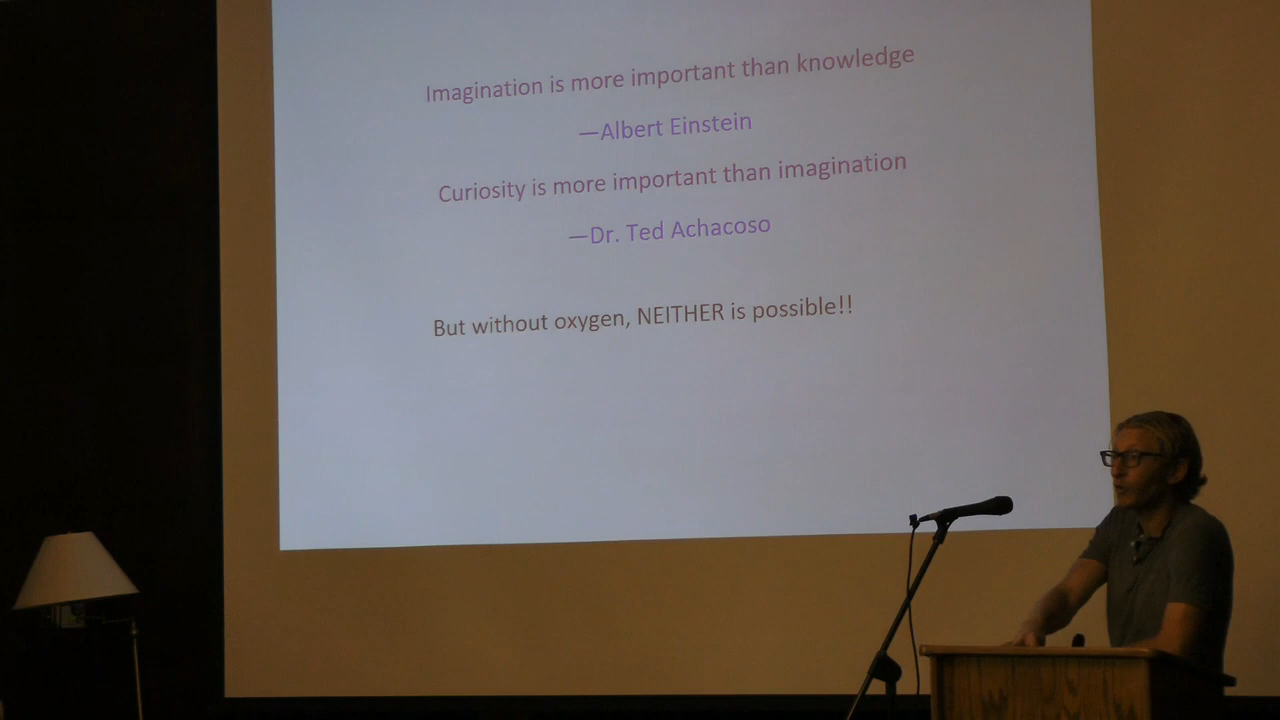 Imagination is more important than knowledge
—Albert Einstein
Curiosity is more important than imagination
—Dr. Ted Achacoso
But without oxygen, NEITHER is possible!!